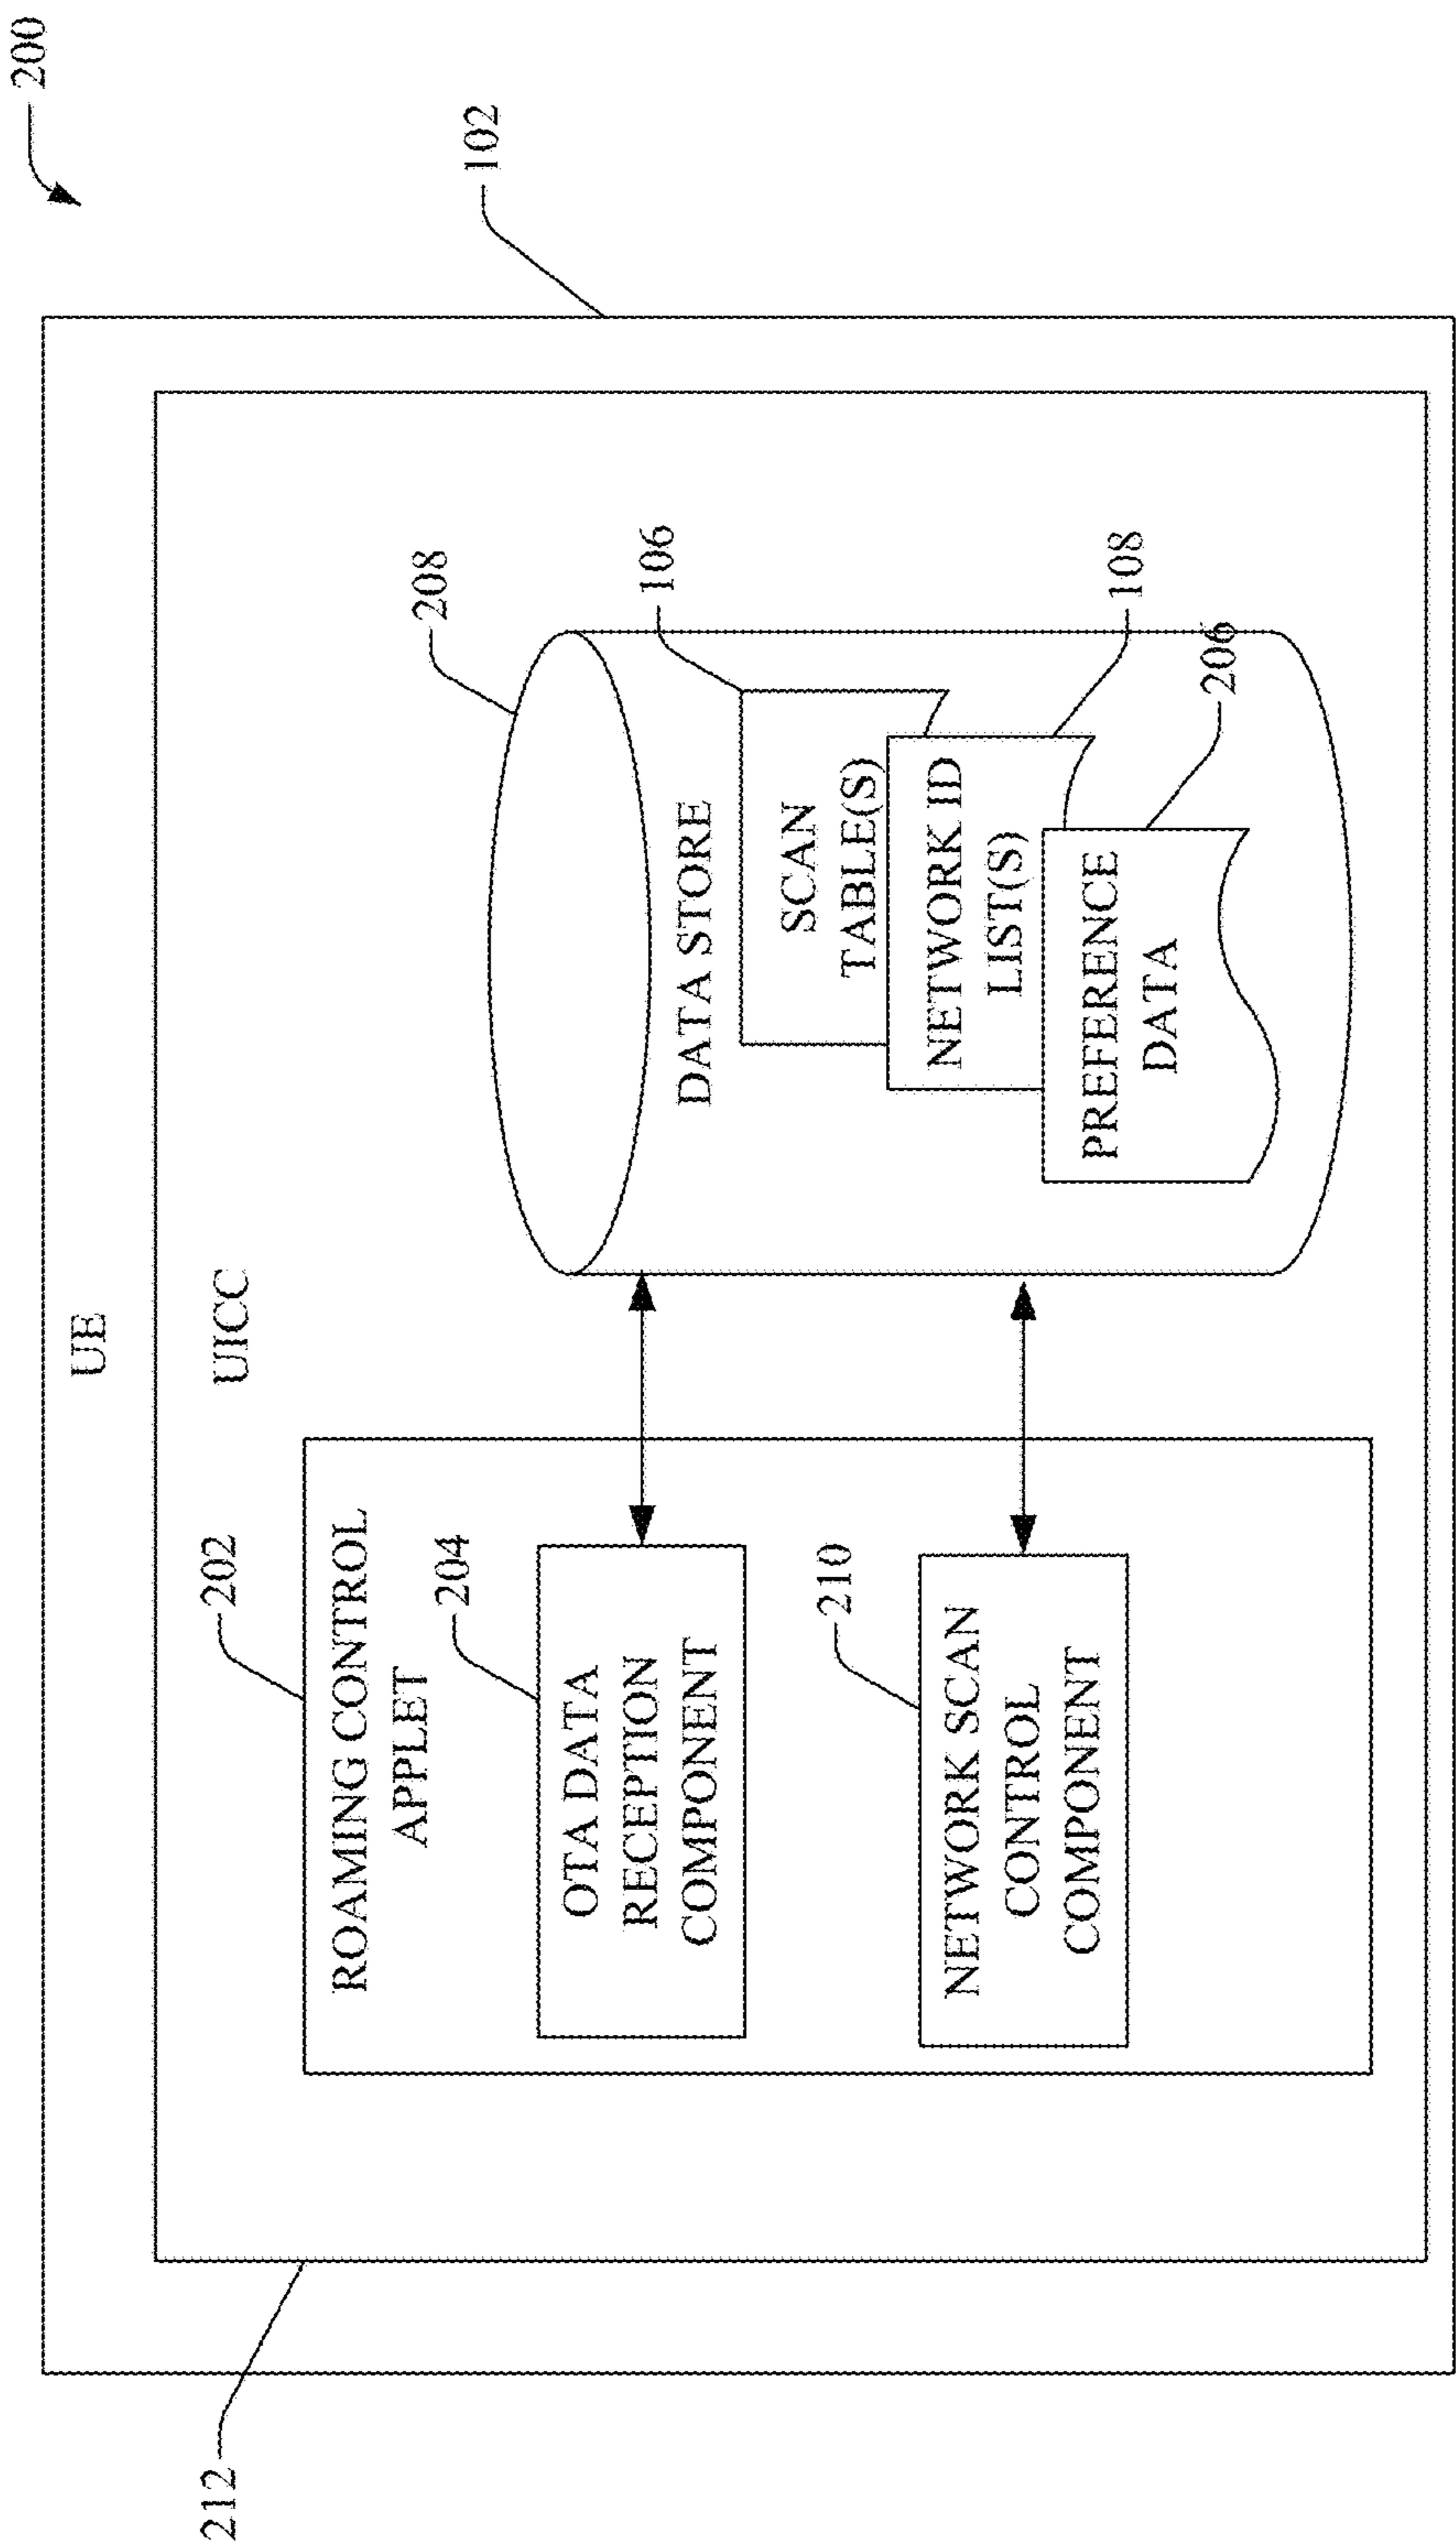 200
102
UE
UICC
212
202
ROAMING CONTROL
APPLET
204
OTA DATA
RECEPTION
COMPONENT
210
NETWORK SCAN
CONTROL
COMPONENT
208
DATA STORE
106
SCAN
TABLE(S)
108
NETWORK ID
LIST(S)
206
PREFERENCE
DATA